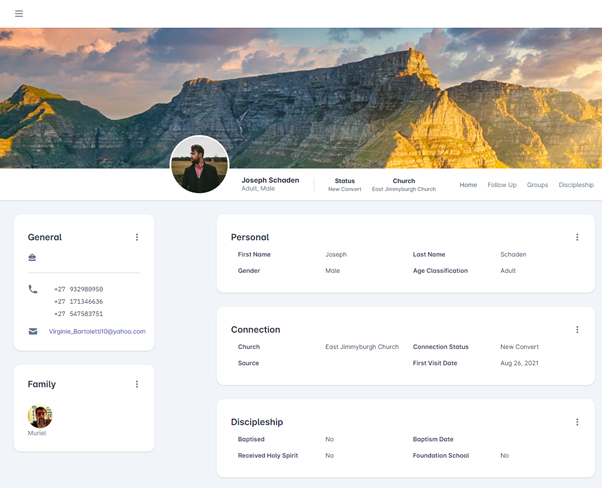 Joseph Schaden
Adult, Male
Status
New Convert
Church
East Jimmyburgh Church
Home Follow Up Groups Discipleship
General
+27 932980950
+27 171346636
+27 547583751
Virginie_Bartoletti10@yahoo.com
Family
Muriel
Personal
First Name Joseph Last Name Schaden
Gender Male Age Classification Adult
Connection
Church East Jimmyburgh Church Connection Status New Convert
Source First Visit Date Aug 26, 2021
Discipleship
Baptised No Baptism Date
Received Holy Spirit No Foundation School No